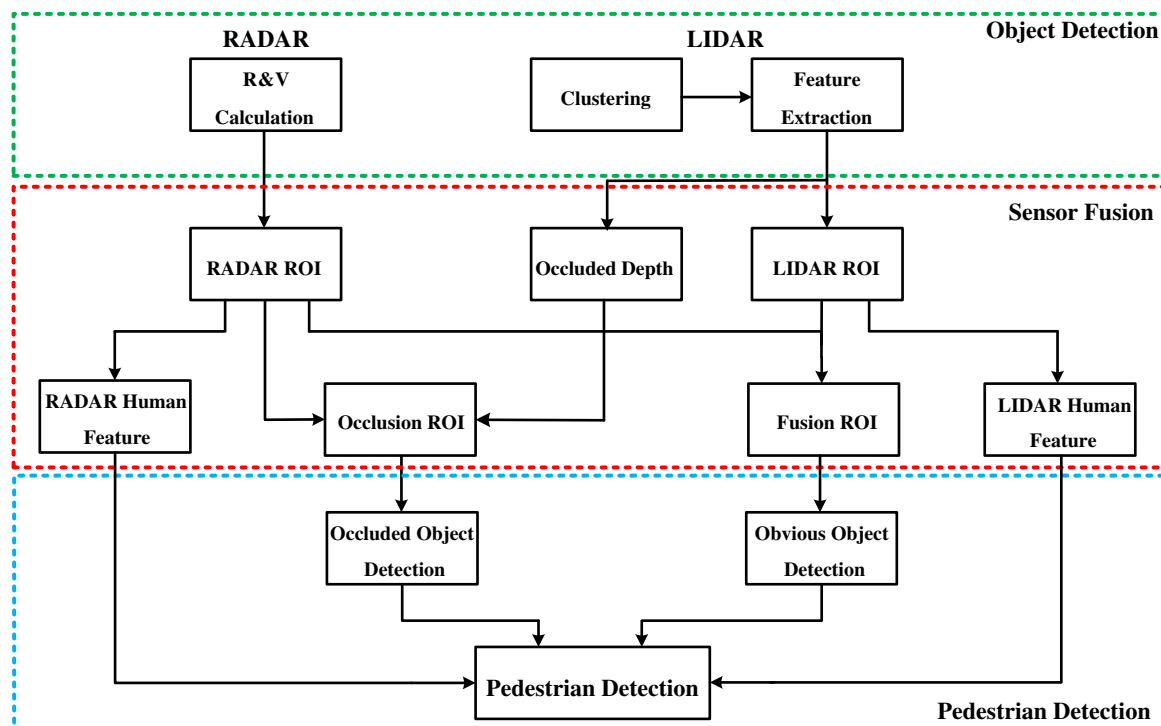 Object Detection
RADAR
LIDAR
R&V
Calculation
Clustering
Feature
Extraction
Sensor Fusion
RADAR ROI
Occluded Depth
LIDAR ROI
RADAR Human
Feature
Occlusion ROI
Fusion ROI
LIDAR Human
Feature
Occluded Object
Detection
Obvious Object
Detection
Pedestrian Detection
Pedestrian Detection